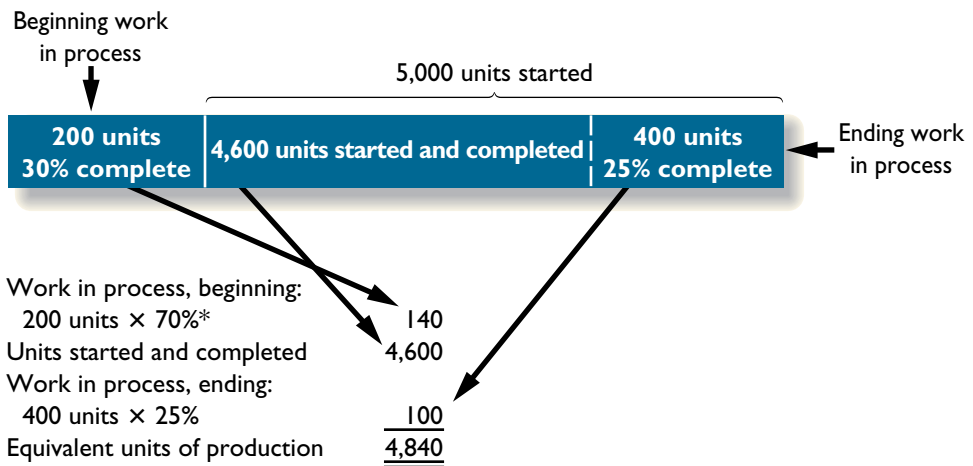 Beginning work
in process
5,000 units started
200 units
30% complete
4,600 units started and completed
400 units
25% complete
Ending work
in process
Work in process, beginning:
200 units × 70%* 140
Units started and completed 4,600
Work in process, ending:
400 units × 25% 100
Equivalent units of production 4,840